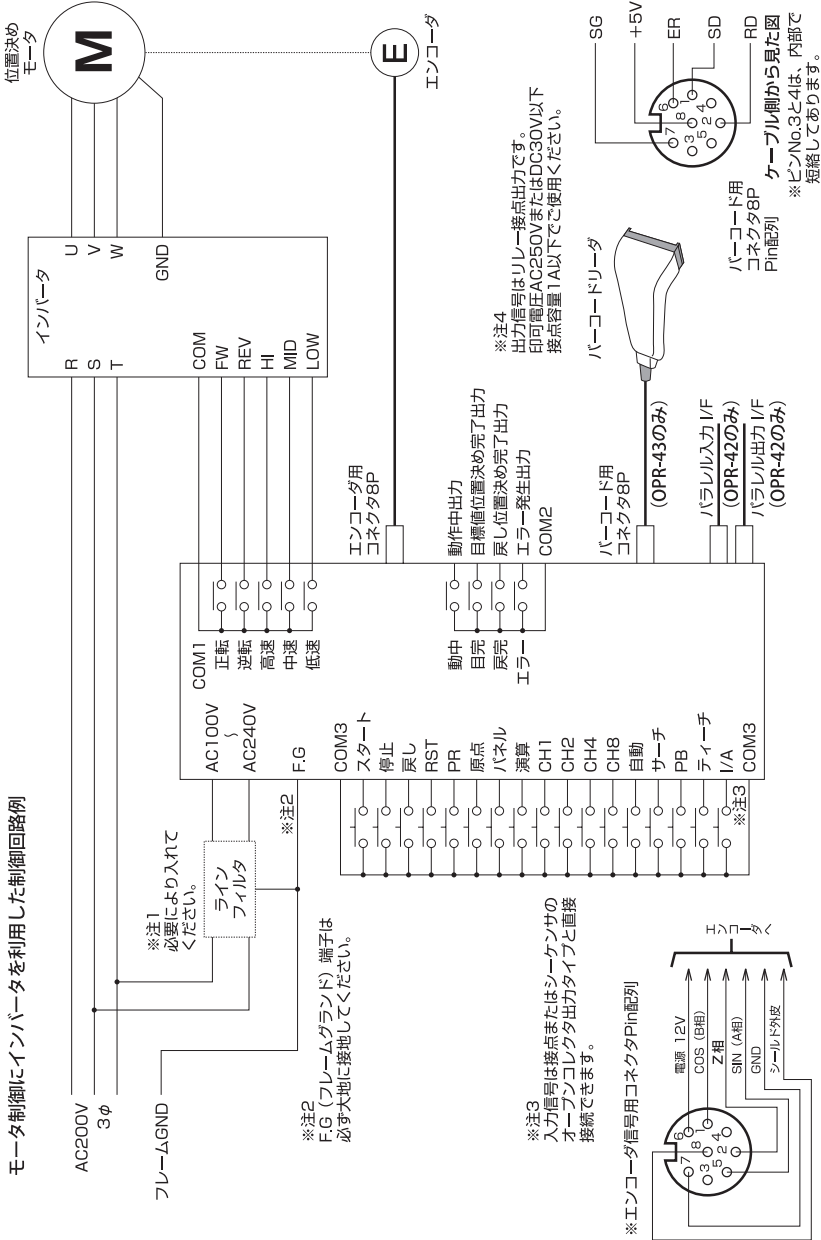 モータ制御にインバータを利用した制御回路例
AC200V
3φ
フレームGND
※注1
必要により入れて
ください。
ライン
フィルタ
※注2
※注2
F.G（フレームグランド）端子は
必ず大地に接地してください。
インバータ
R
S
T
U
V
W
GND
COM
FW
REV
HI
MID
LOW
位置決め
モータ
M
E
エンコーダ
AC100V
〜
AC240V
F.G
COM1
正転
逆転
高速
中速
低速
エンコーダ用
コネクタ8P
動中
目完
戻完
エラー
動作中出力
目標値位置決め完了出力
戻し位置決め完了出力
エラー発生出力
COM2
COM3
スタート
停止
戻し
RST
PR
原点
パネル
演算
CH1
CH2
CH4
CH8
自動
サーチ
PB
ティーチ
I/A
COM3
※注3
※注3
入力信号は接点またはシーケンサの
オープンコレクタ出力タイプと直接
接続できます。
※注4
出力信号はリレー接点出力です。
印可電圧AC250VまたはDC30V以下
接点容量1A以下でご使用ください。
バーコードリーダ
バーコード用
コネクタ8P
(OPR-43のみ)
パラレル入力 I/F
(OPR-42のみ)
パラレル出力 I/F
(OPR-42のみ)
※エンコーダ信号用コネクタPin配列
6
7
1
8
3
4
5
2
電源 12V
COS（B相）
Z相
SIN（A相）
GND
シールド外皮
エンコーダへ
SG
+5V
ER
SD
RD
6
7
1
8
3
4
5
2
バーコード用
コネクタ8P
Pin配列
ケーブル側から見た図
※ピンNo.3と4は、内部で
短絡してあります。